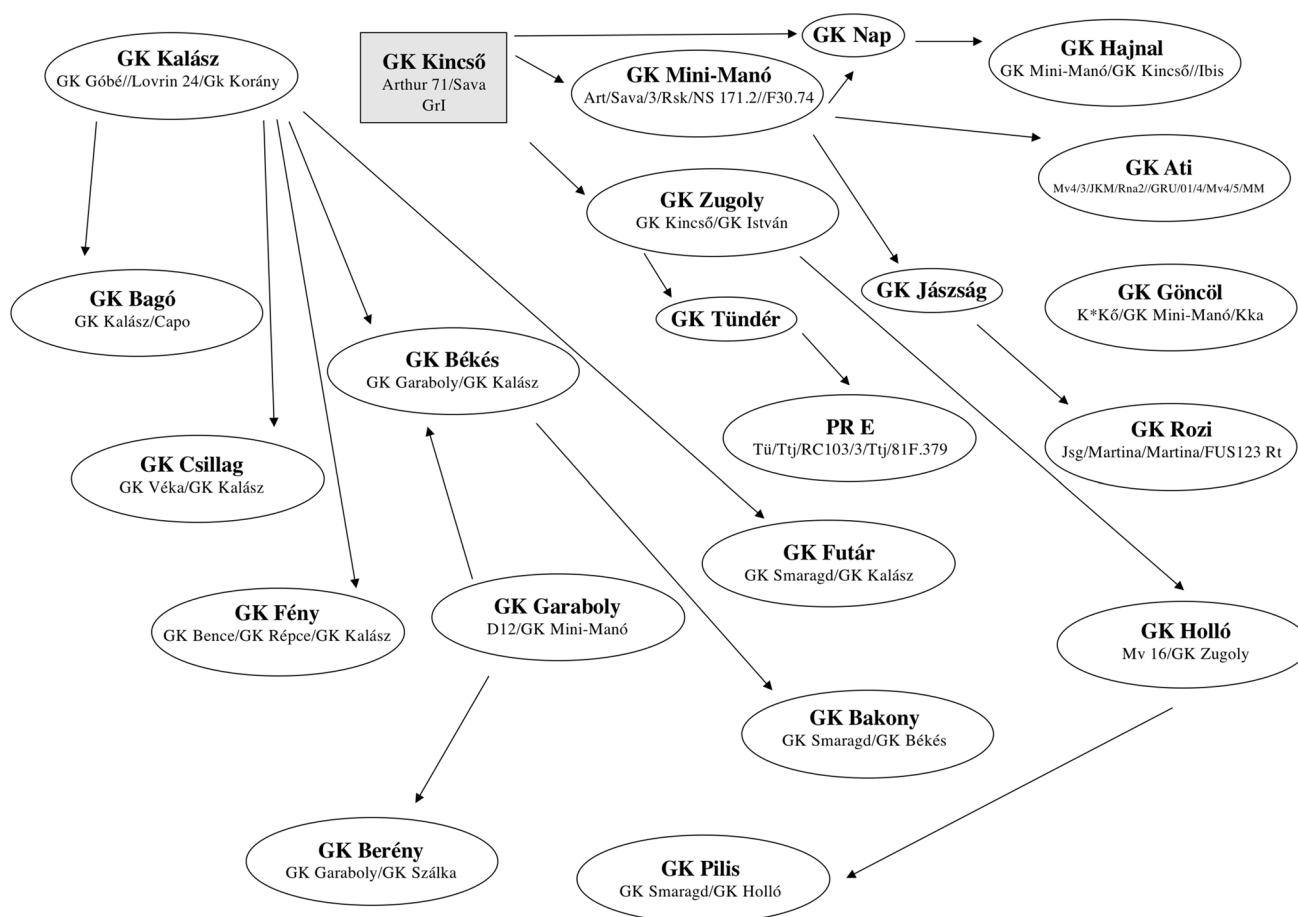 GK Kalász
GK Góbé//Lovrin 24/Gk Korány
GK Kincső
Arthur 71/Sava
GrI
GK Nap
GK Mini-Manó
Art/Sava/3/Rsk/NS 171.2//F30.74
GK Hajnal
GK Mini-Manó/GK Kincső//Ibis
GK Ati
Mv4/3/JKM/Rna2//GRU/01/4/Mv4/5/MM
GK Zugoly
GK Kincső/GK István
GK Bagó
GK Kalász/Capo
GK Tündér
GK Jászság
GK Göncöl
K*Kő/GK Mini-Manó/Kka
GK Békés
GK Garaboly/GK Kalász
PR E
Tü/Ttj/RC103/3/Ttj/81F.379
GK Rozi
Jsg/Martina/Martina/FUS123 Rt
GK Csillag
GK Véka/GK Kalász
GK Futár
GK Smaragd/GK Kalász
GK Fény
GK Bence/GK Répce/GK Kalász
GK Garaboly
D12/GK Mini-Manó
GK Holló
Mv 16/GK Zugoly
GK Bakony
GK Smaragd/GK Békés
GK Berény
GK Garaboly/GK Szálka
GK Pilis
GK Smaragd/GK Holló